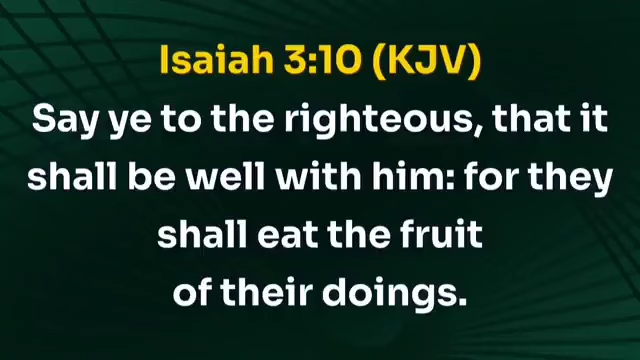 Isaiah 3:10 (KJV)
Say ye to the righteous, that it
shall be well with him: for they
shall eat the fruit
of their doings.